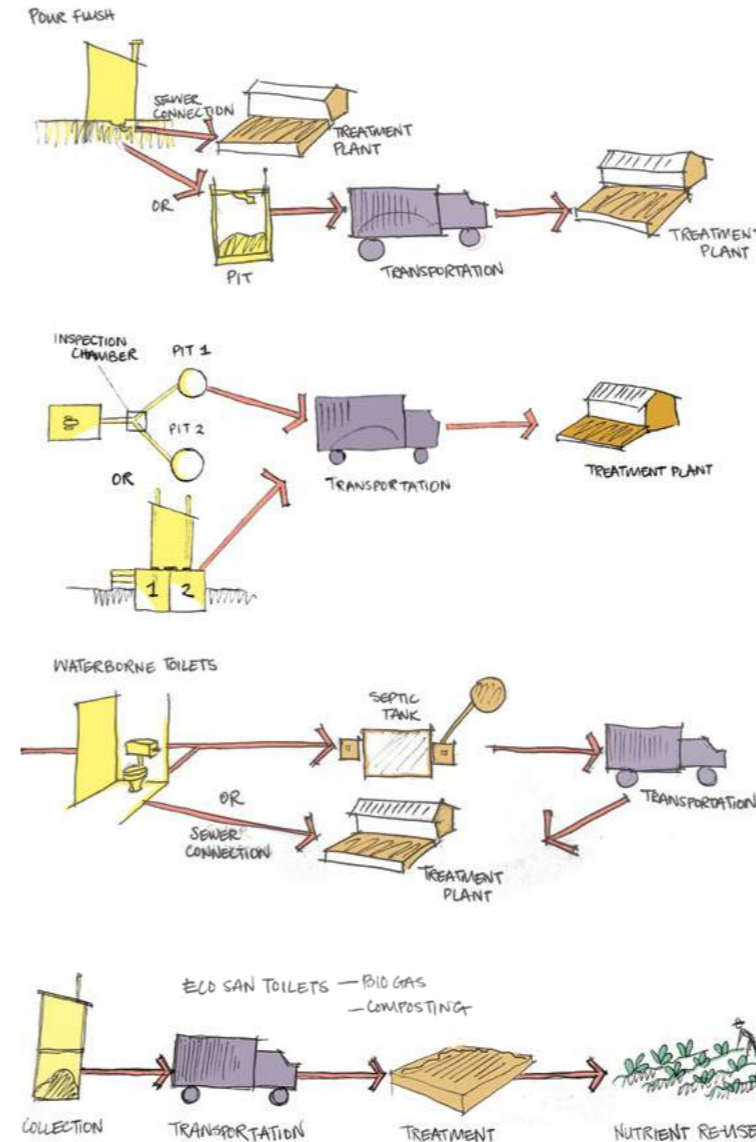 POUR FLUSH
SEWER
CONNECTION
TREATMENT
PLANT
OR
PIT
TRANSPORTATION
TREATMENT
PLANT
INSPECTION
CHAMBER
PIT 1
PIT 2
OR
TRANSPORTATION
TREATMENT PLANT
1 2
WATERBORNE TOILETS
SEPTIC
TANK
OR
SEWER
CONNECTION
TRANSPORTATION
TREATMENT
PLANT
ECO SAN TOILETS — BIO GAS
— COMPOSTING
COLLECTION
TRANSPORTATION
TREATMENT
NUTRIENT RE-USE